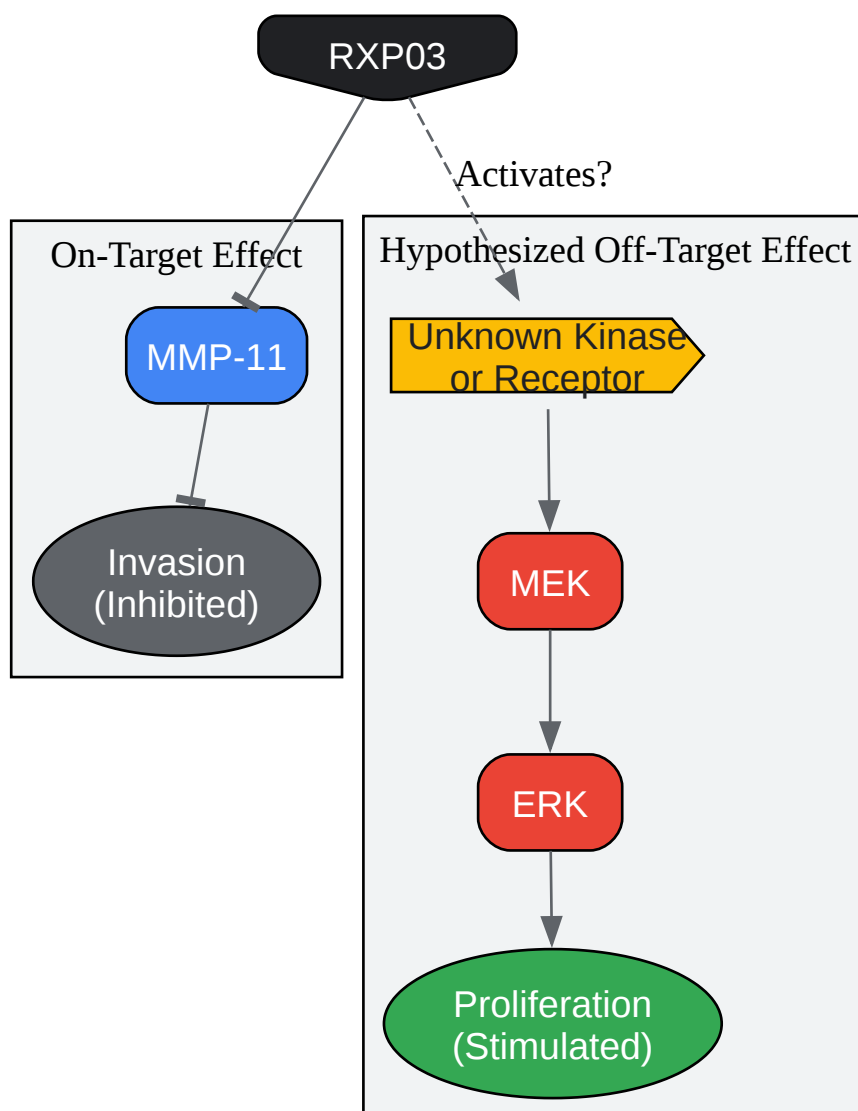 RXP03
Activates?
On-Target Effect
Hypothesized Off-Target Effect
MMP-11
Unknown Kinase
or Receptor
Invasion
(Inhibited)
MEK
ERK
Proliferation
(Stimulated)